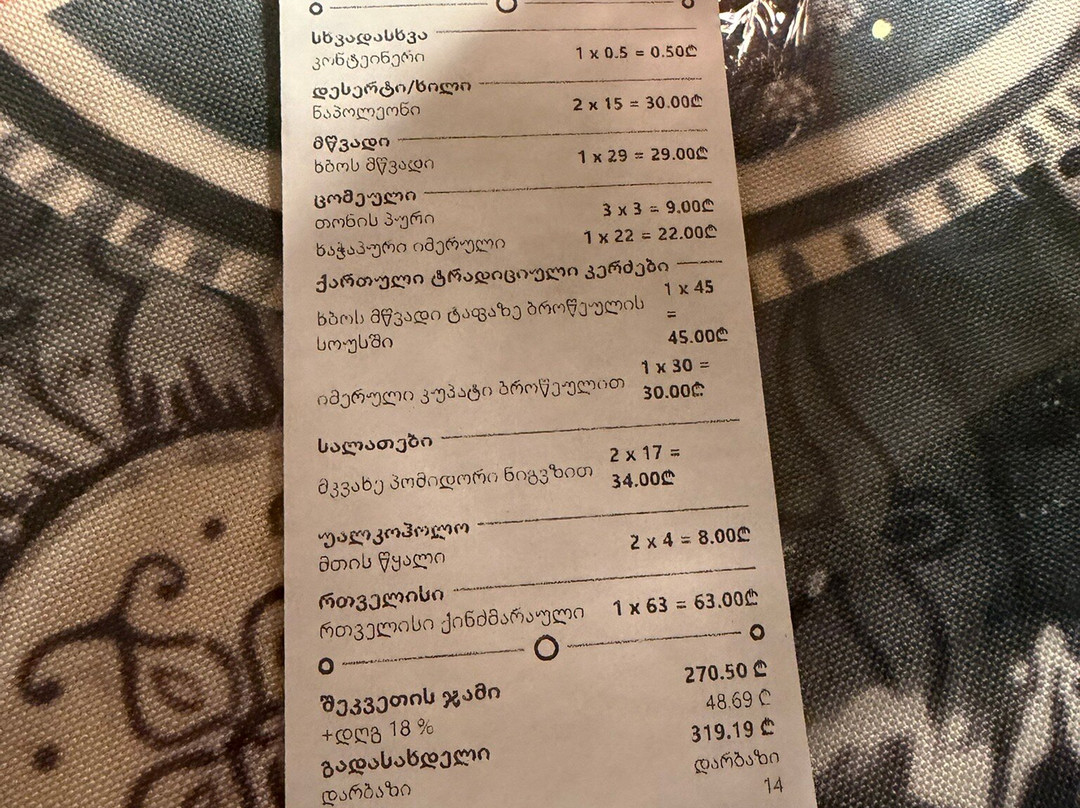 სხვადასხვა
კონტეინერი 1 x 0.5 = 0.50₾
დესერტი/ხილი
ნაპოლეონი 2 x 15 = 30.00₾
მწვადი
ხბოს მწვადი 1 x 29 = 29.00₾
ცომეული
თონის პური 3 x 3 = 9.00₾
ხაჭაპური იმერული 1 x 22 = 22.00₾
ქართული ტრადიციული კერძები
1 x 45
ხბოს მწვადი ტაფაზე ბროწეულის =
სოუსში 45.00₾
1 x 30 =
იმერული კუპატი ბროწეულით 30.00₾
სალათები
2 x 17 =
მკვახე პომიდორი ნიგვზით 34.00₾
უალკოჰოლო
მთის წყალი 2 x 4 = 8.00₾
რთველისი
რთველისი ქინძმარაული 1 x 63 = 63.00₾
შეკვეთის ჯამი 270.50 ₾
+დღგ 18 % 48.69 ₾
გადასახდელი 319.19 ₾
დარბაზი დარბაზი
14